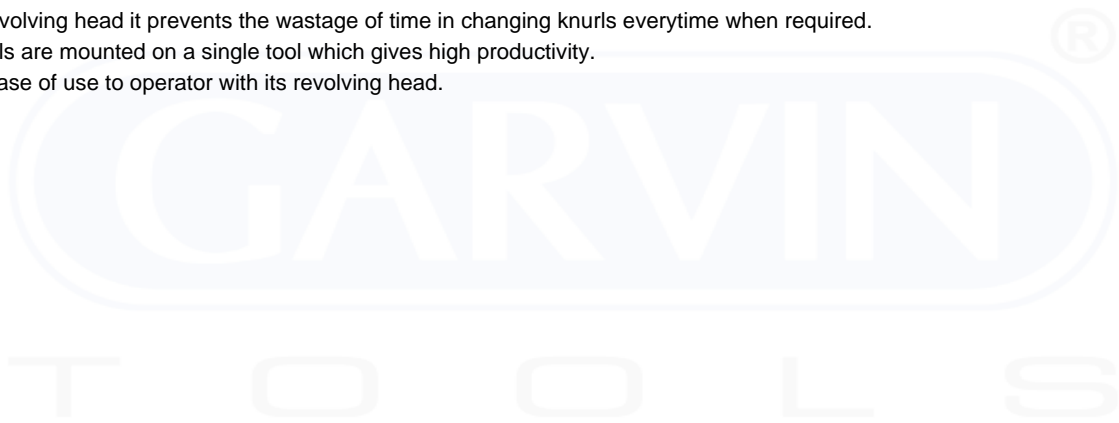 volving head it prevents the wastage of time in changing knurls everytime when required.
ls are mounted on a single tool which gives high productivity.
ase of use to operator with its revolving head.
GARVIN ®
TOOLS